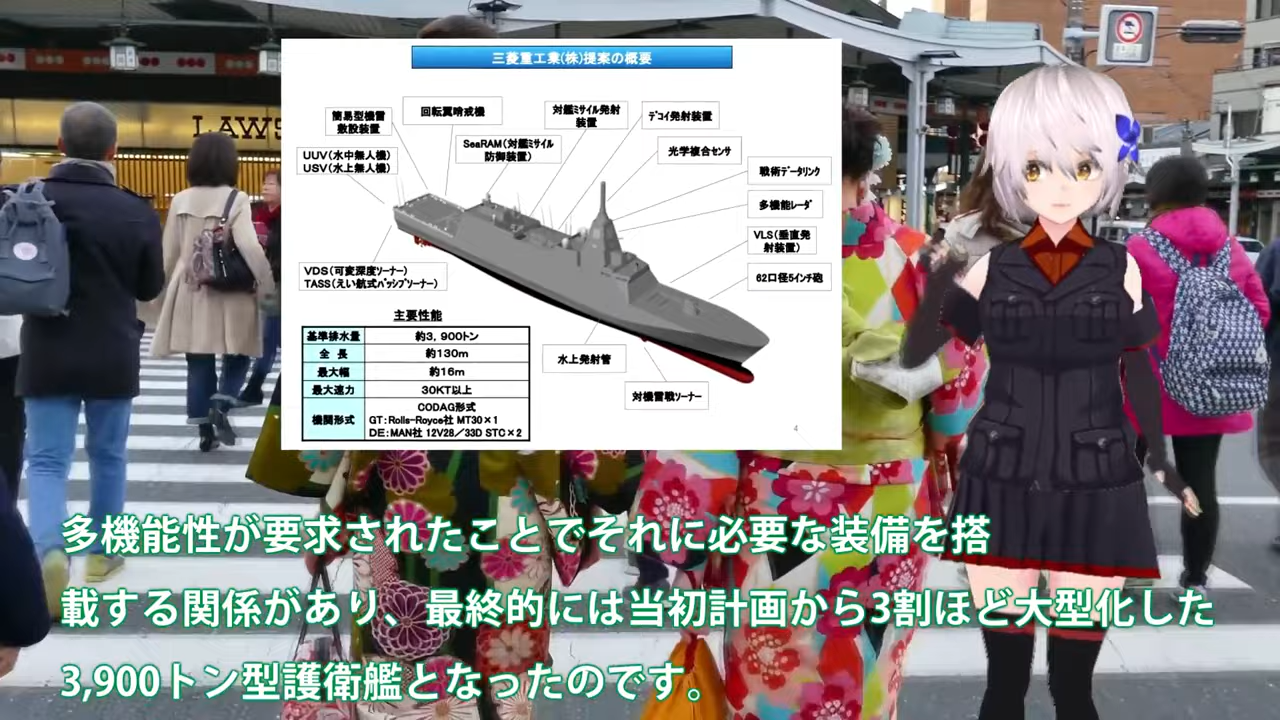 LAWS
三菱重工業(株)提案の概要
簡易型機雷
敷設装置
回転翼哨戒機
対艦ミサイル発射
装置
デコイ発射装置
UUV(水中無人機)
USV(水上無人機)
SeaRAM(対艦ミサイル
防御装置)
光学複合センサ
戦術データリンク
多機能レーダ
VLS(垂直発
射装置)
62口径5インチ砲
VDS(可変深度ソーナー)
TASS(えい航式パッシブソーナー)
水上発射管
対機雷戦ソーナー
主要性能
基準排水量 約3,900トン
全 長 約130m
最大幅 約16m
最大速力 30KT以上
機関形式 CODAG形式
GT:Rolls-Royce社 MT30×1
DE:MAN社 12V28/33D STC×2
4
多機能性が要求されたことでそれに必要な装備を搭
載する関係があり、最終的には当初計画から3割ほど大型化した
3,900トン型護衛艦となったのです。